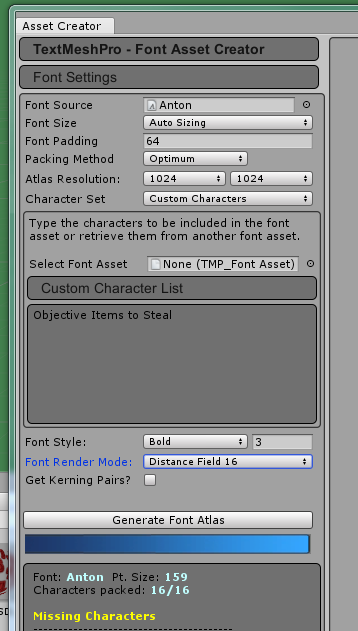 Asset Creator
TextMeshPro - Font Asset Creator
Font Settings
Font Source Anton
Font Size Auto Sizing
Font Padding 64
Packing Method Optimum
Atlas Resolution: 1024 1024
Character Set Custom Characters
Type the characters to be included in the font
asset or retrieve them from another font asset.
Select Font Asset None (TMP_Font Asset)
Custom Character List
Objective Items to Steal
Font Style: Bold 3
Font Render Mode: Distance Field 16
Get Kerning Pairs?
Generate Font Atlas
Font: Anton Pt. Size: 159
Characters packed: 16/16
Missing Characters
----------------------------------------